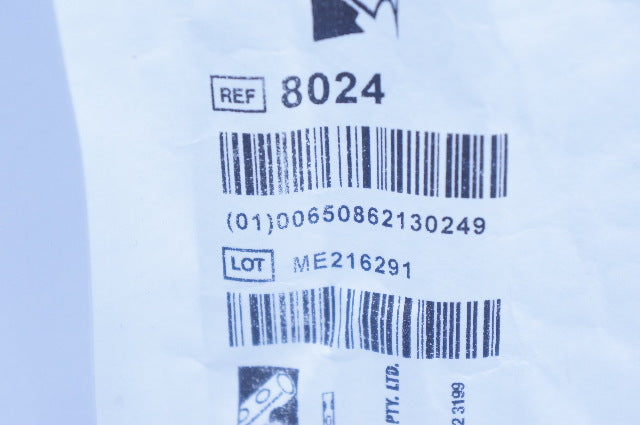 REF 8024
(01)00650862130249
LOT ME216291
PTY. LTD.
2 3199